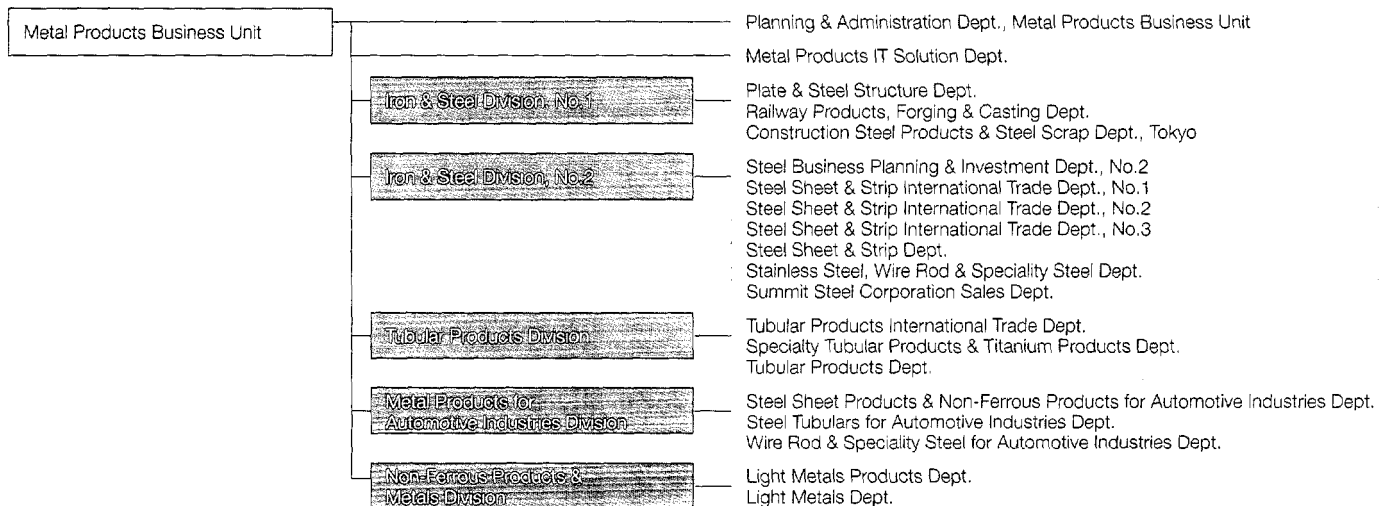 Metal Products Business Unit
Planning & Administration Dept., Metal Products Business Unit
Metal Products IT Solution Dept.
Iron & Steel Division, No.1
Plate & Steel Structure Dept.
Railway Products, Forging & Casting Dept.
Construction Steel Products & Steel Scrap Dept., Tokyo
Iron & Steel Division, No.2
Steel Business Planning & Investment Dept., No.2
Steel Sheet & Strip International Trade Dept., No.1
Steel Sheet & Strip International Trade Dept., No.2
Steel Sheet & Strip International Trade Dept., No.3
Steel Sheet & Strip Dept.
Stainless Steel, Wire Rod & Speciality Steel Dept.
Summit Steel Corporation Sales Dept.
Tubular Products Division
Tubular Products International Trade Dept.
Specialty Tubular Products & Titanium Products Dept.
Tubular Products Dept.
Metal Products for
Automotive Industries Division
Steel Sheet Products & Non-Ferrous Products for Automotive Industries Dept.
Steel Tubulars for Automotive Industries Dept.
Wire Rod & Speciality Steel for Automotive Industries Dept.
Non-Ferrous Products &
Metals Division
Light Metals Products Dept.
Light Metals Dept.